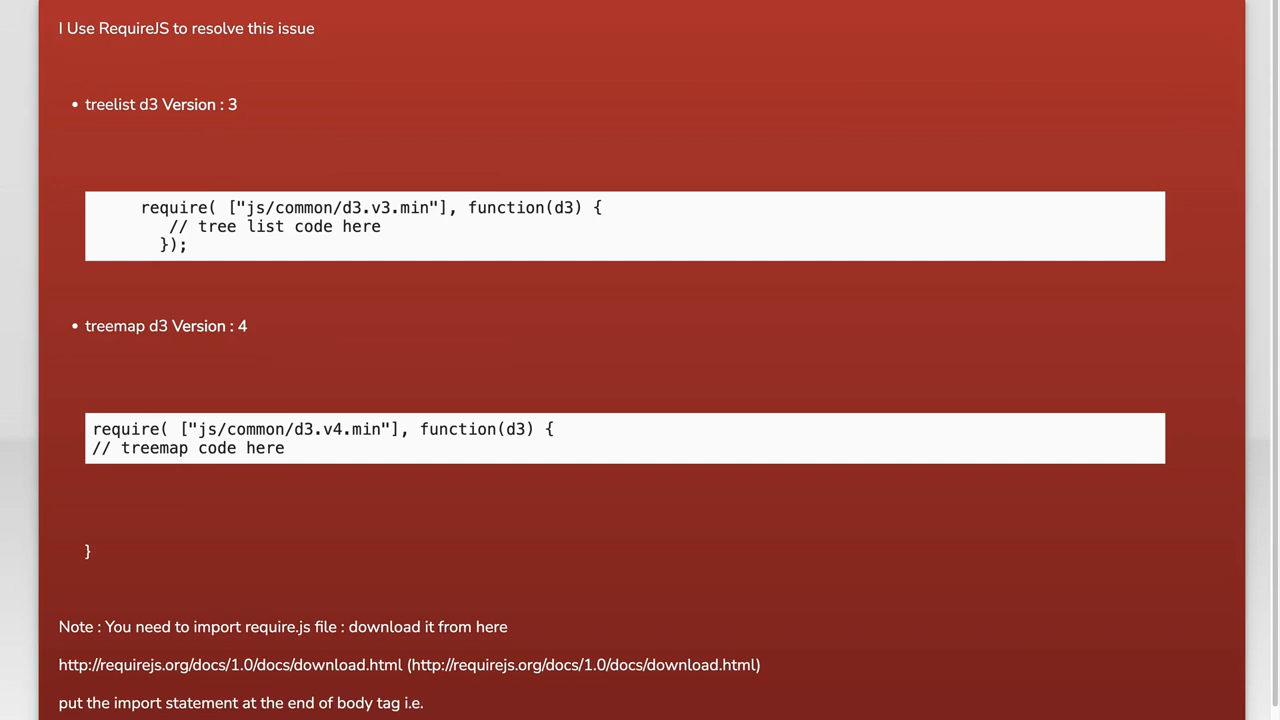 I Use RequireJS to resolve this issue
• treelist d3 Version : 3
require( ["js/common/d3.v3.min"], function(d3) {
// tree list code here
});
• treemap d3 Version : 4
require( ["js/common/d3.v4.min"], function(d3) {
// treemap code here
}
Note : You need to import require.js file : download it from here
http://requirejs.org/docs/1.0/docs/download.html (http://requirejs.org/docs/1.0/docs/download.html)
put the import statement at the end of body tag i.e.